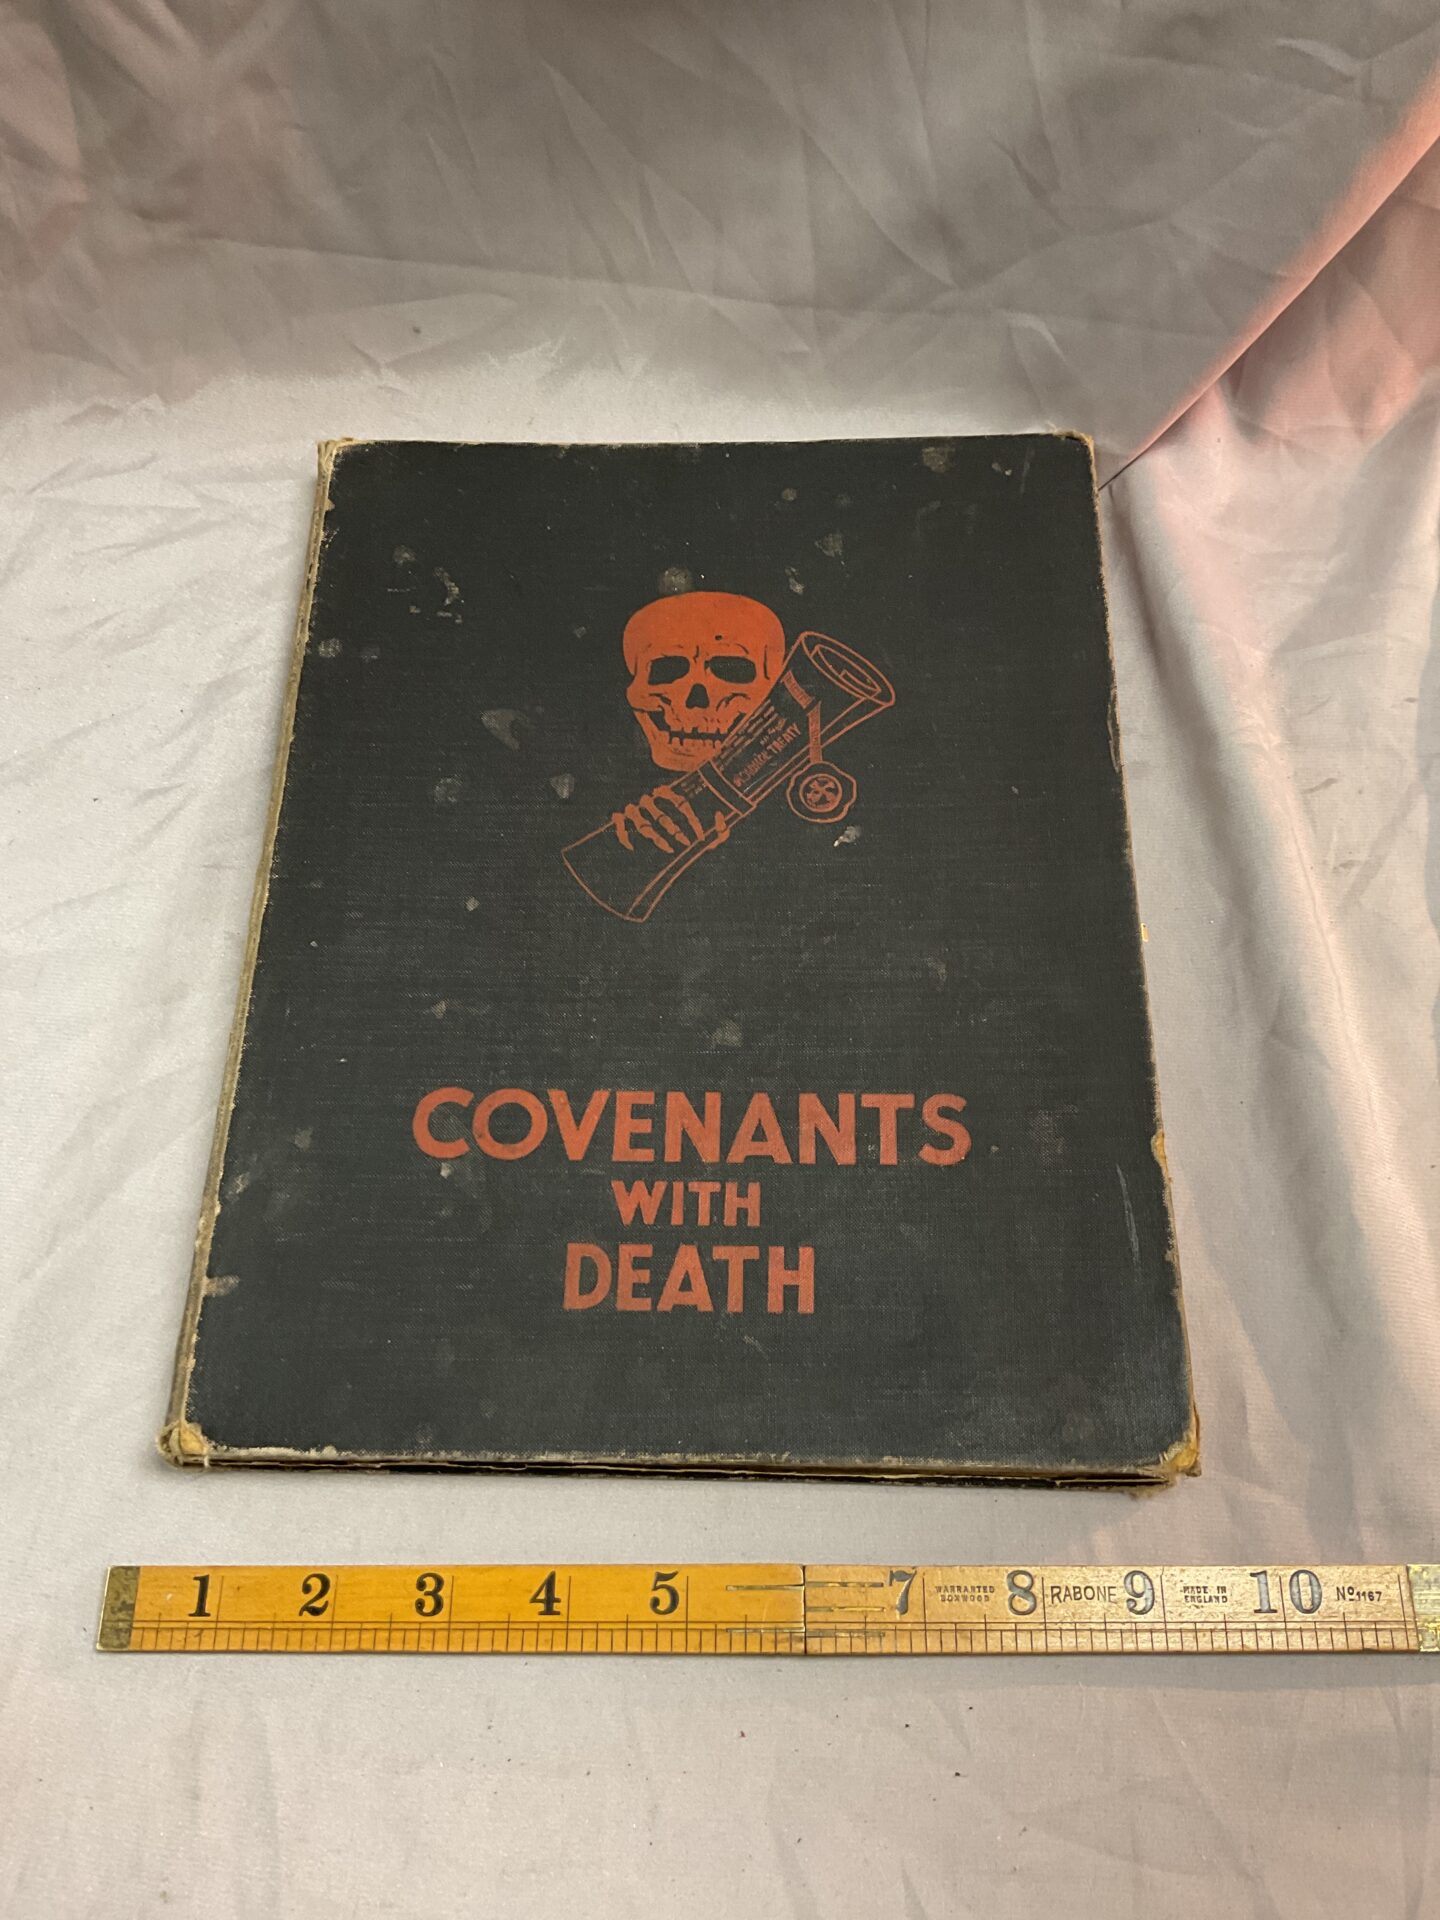 TREATY
COVENANTS
WITH
DEATH
1 2 3 4 5 7 WARRANTED BOXWOOD 8 RABONE 9 MADE IN ENGLAND 10 Nº 1167